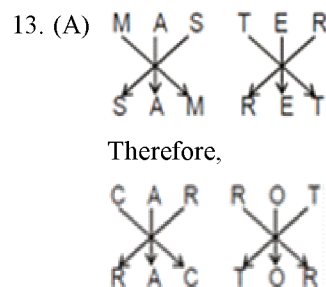 13. (A) M A S T E R
S A M R E T
Therefore,
C A R R O T
R A C T O R